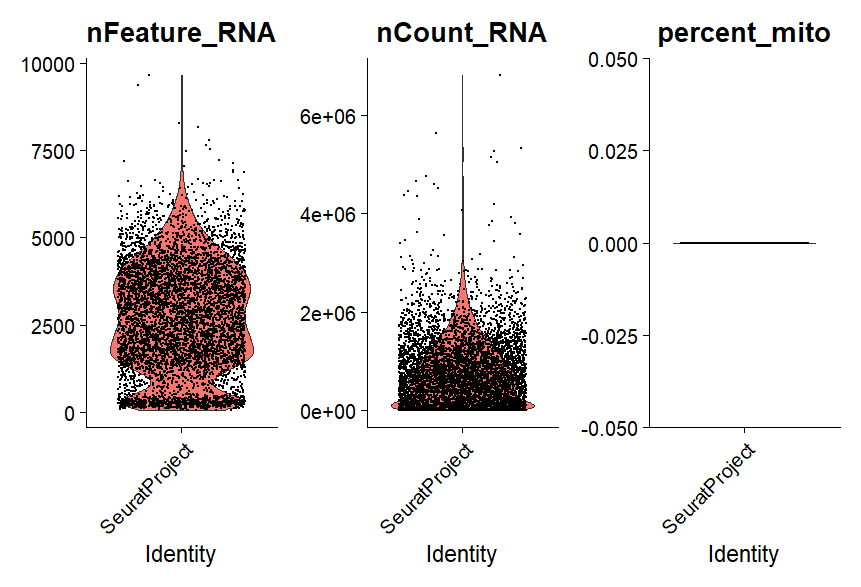 nFeature_RNA
10000
7500
5000
2500
0
SeuratProject
Identity
nCount_RNA
6e+06
4e+06
2e+06
0e+00
SeuratProject
Identity
percent_mito
0.050
0.025
0.000
-0.025
-0.050
SeuratProject
Identity